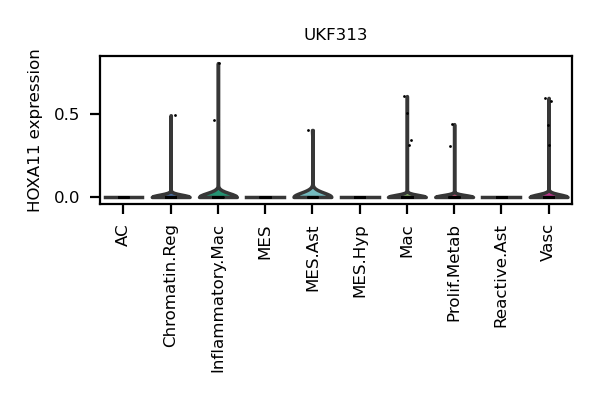 UKF313
HOXA11 expression
0.5
0.0
AC
Chromatin.Reg
Inflammatory.Mac
MES
MES.Ast
MES.Hyp
Mac
Prolif.Metab
Reactive.Ast
Vasc